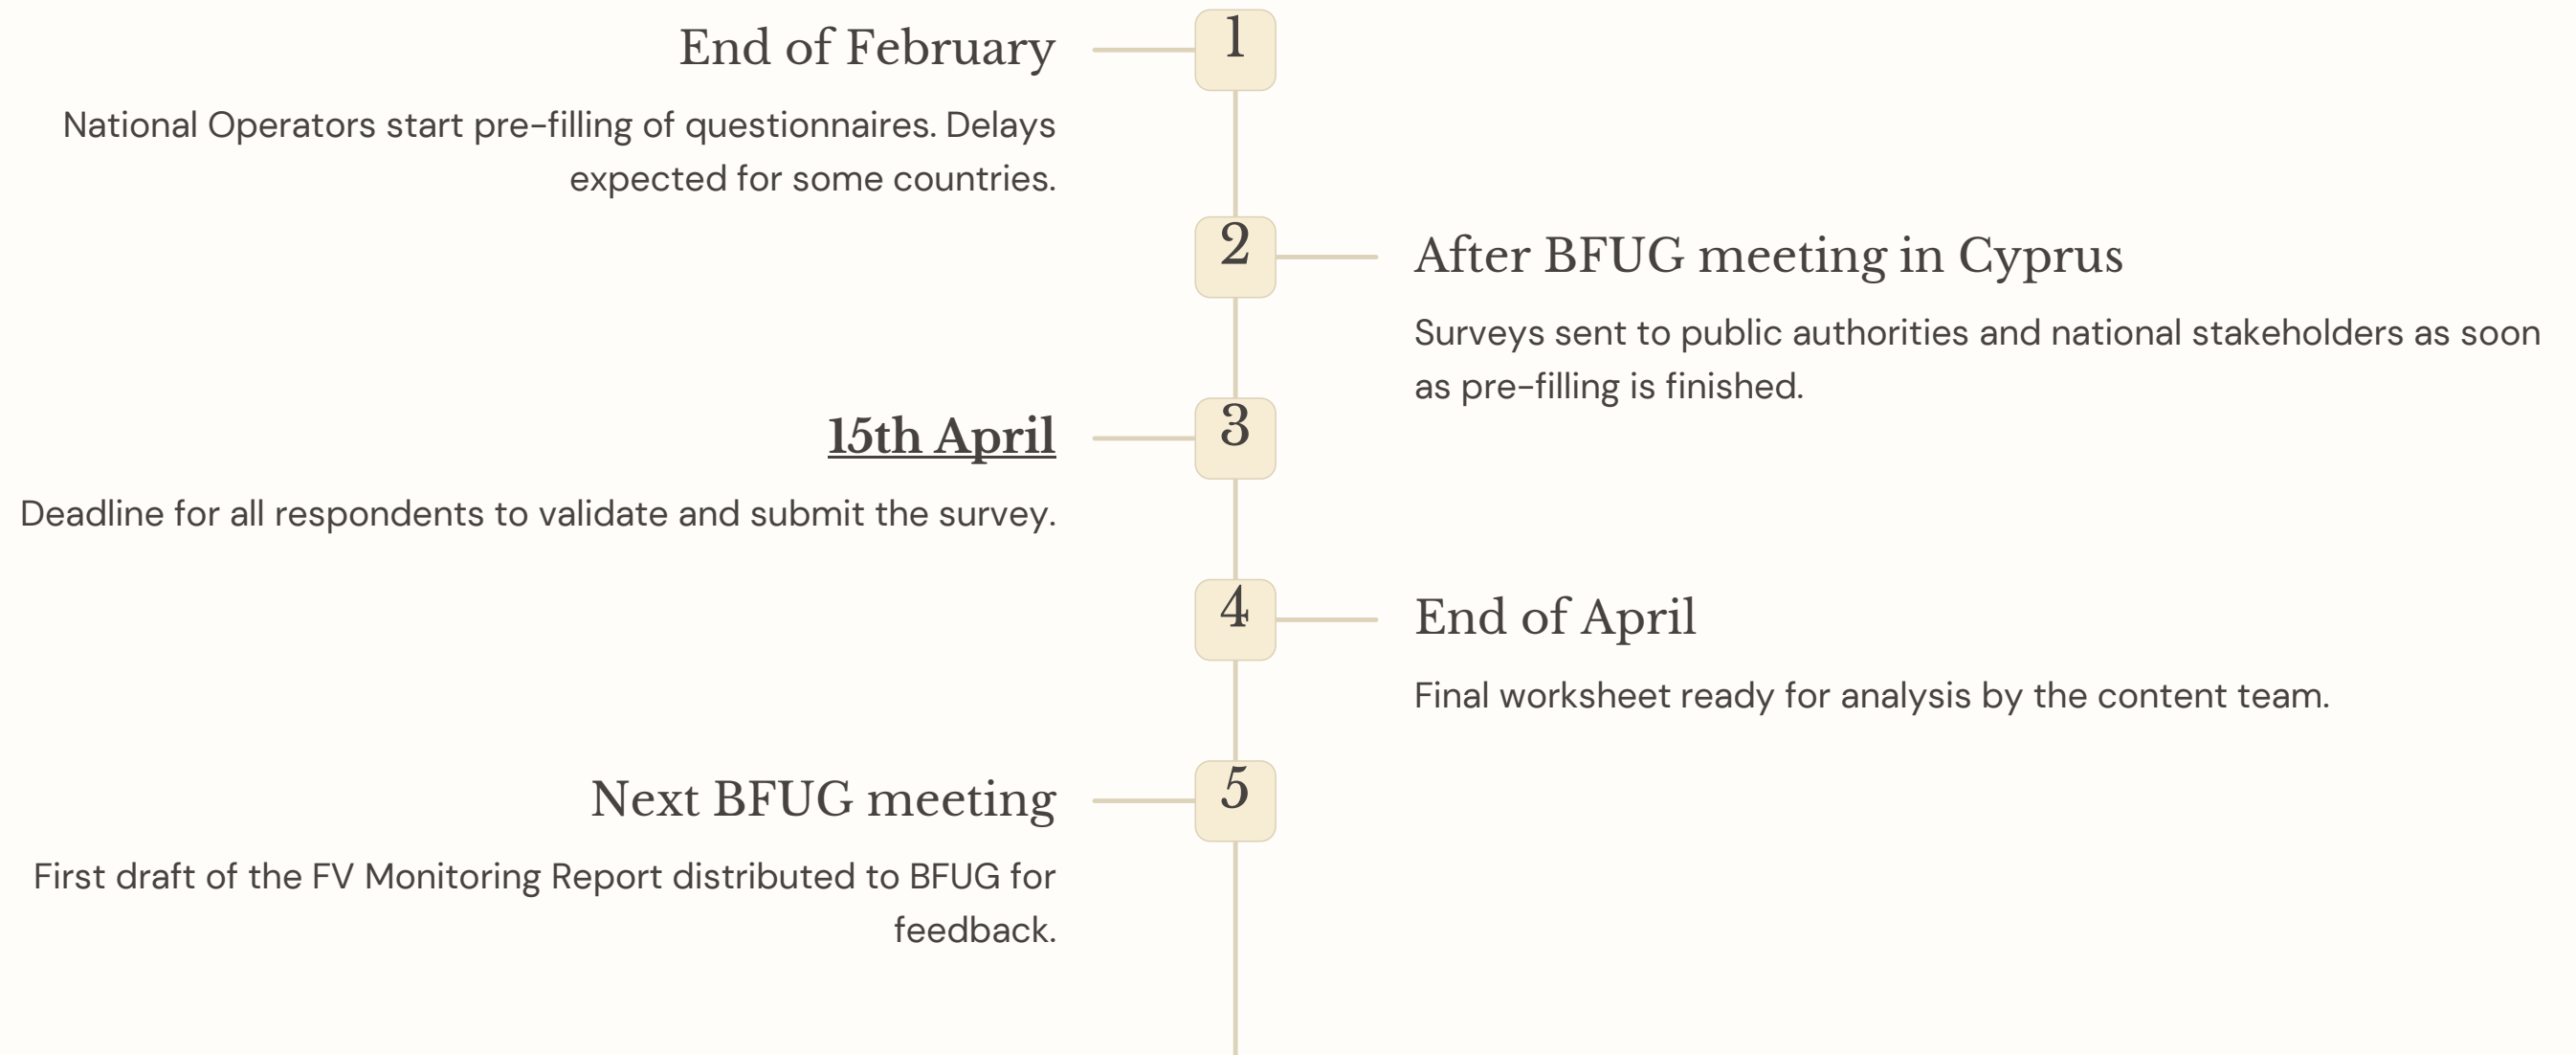 1
End of February
National Operators start pre-filling of questionnaires. Delays
expected for some countries.
2
After BFUG meeting in Cyprus
Surveys sent to public authorities and national stakeholders as soon
as pre-filling is finished.
3
15th April
Deadline for all respondents to validate and submit the survey.
4
End of April
Final worksheet ready for analysis by the content team.
5
Next BFUG meeting
First draft of the FV Monitoring Report distributed to BFUG for
feedback.